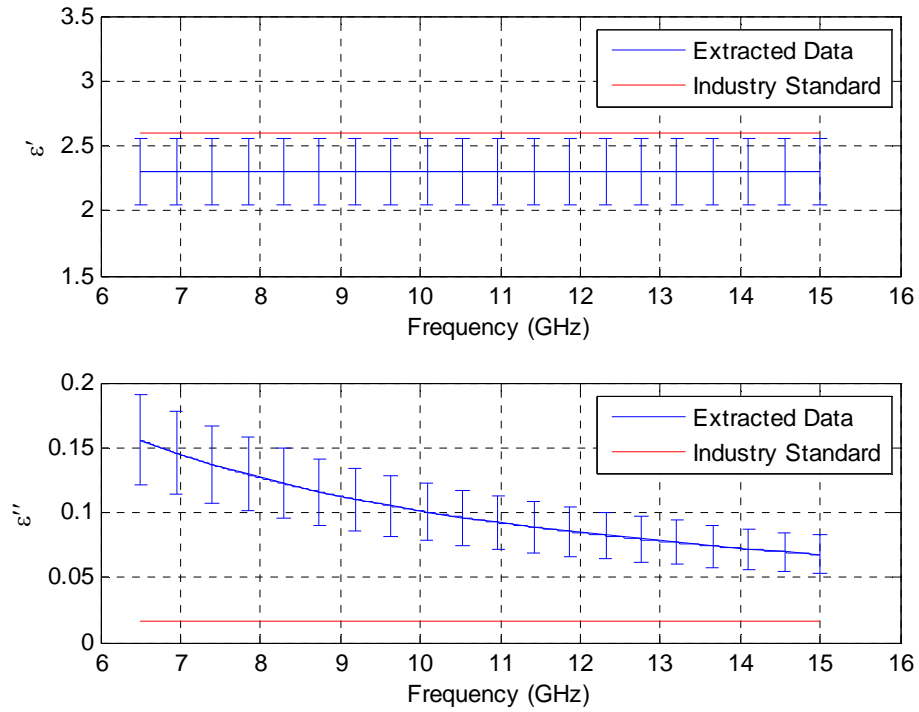 3.5
3
2.5
2
1.5
ε′
Extracted Data
Industry Standard
6 7 8 9 10 11 12 13 14 15 16
Frequency (GHz)
0.2
0.15
0.1
0.05
0
ε″
Extracted Data
Industry Standard
6 7 8 9 10 11 12 13 14 15 16
Frequency (GHz)